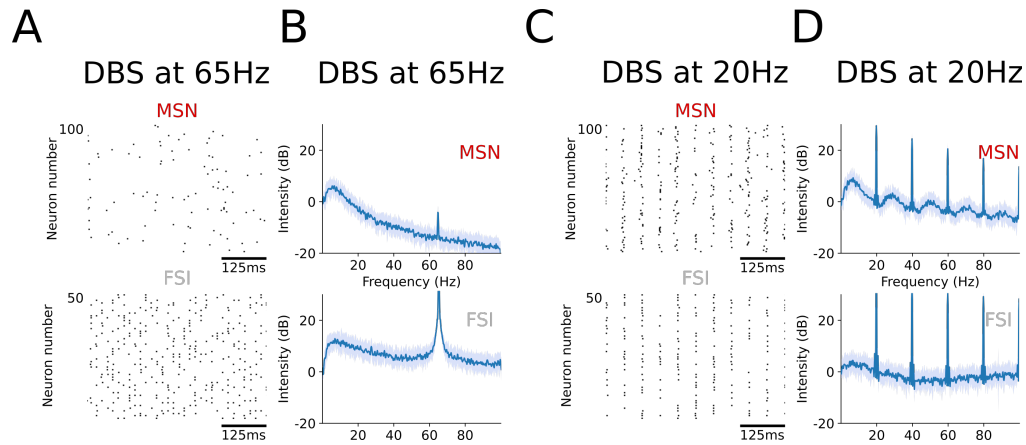 A
DBS at 65Hz
MSN
100
Neuron number
125ms
FSI
50
Neuron number
125ms
B
DBS at 65Hz
MSN
Intensity (dB)
20
0
-20
20 40 60 80
Frequency (Hz)
FSI
Intensity (dB)
20
0
-20
20 40 60 80
C
DBS at 20Hz
MSN
100
Neuron number
125ms
FSI
50
Neuron number
125ms
D
DBS at 20Hz
MSN
Intensity (dB)
20
0
-20
20 40 60 80
Frequency (Hz)
FSI
Intensity (dB)
20
0
-20
20 40 60 80